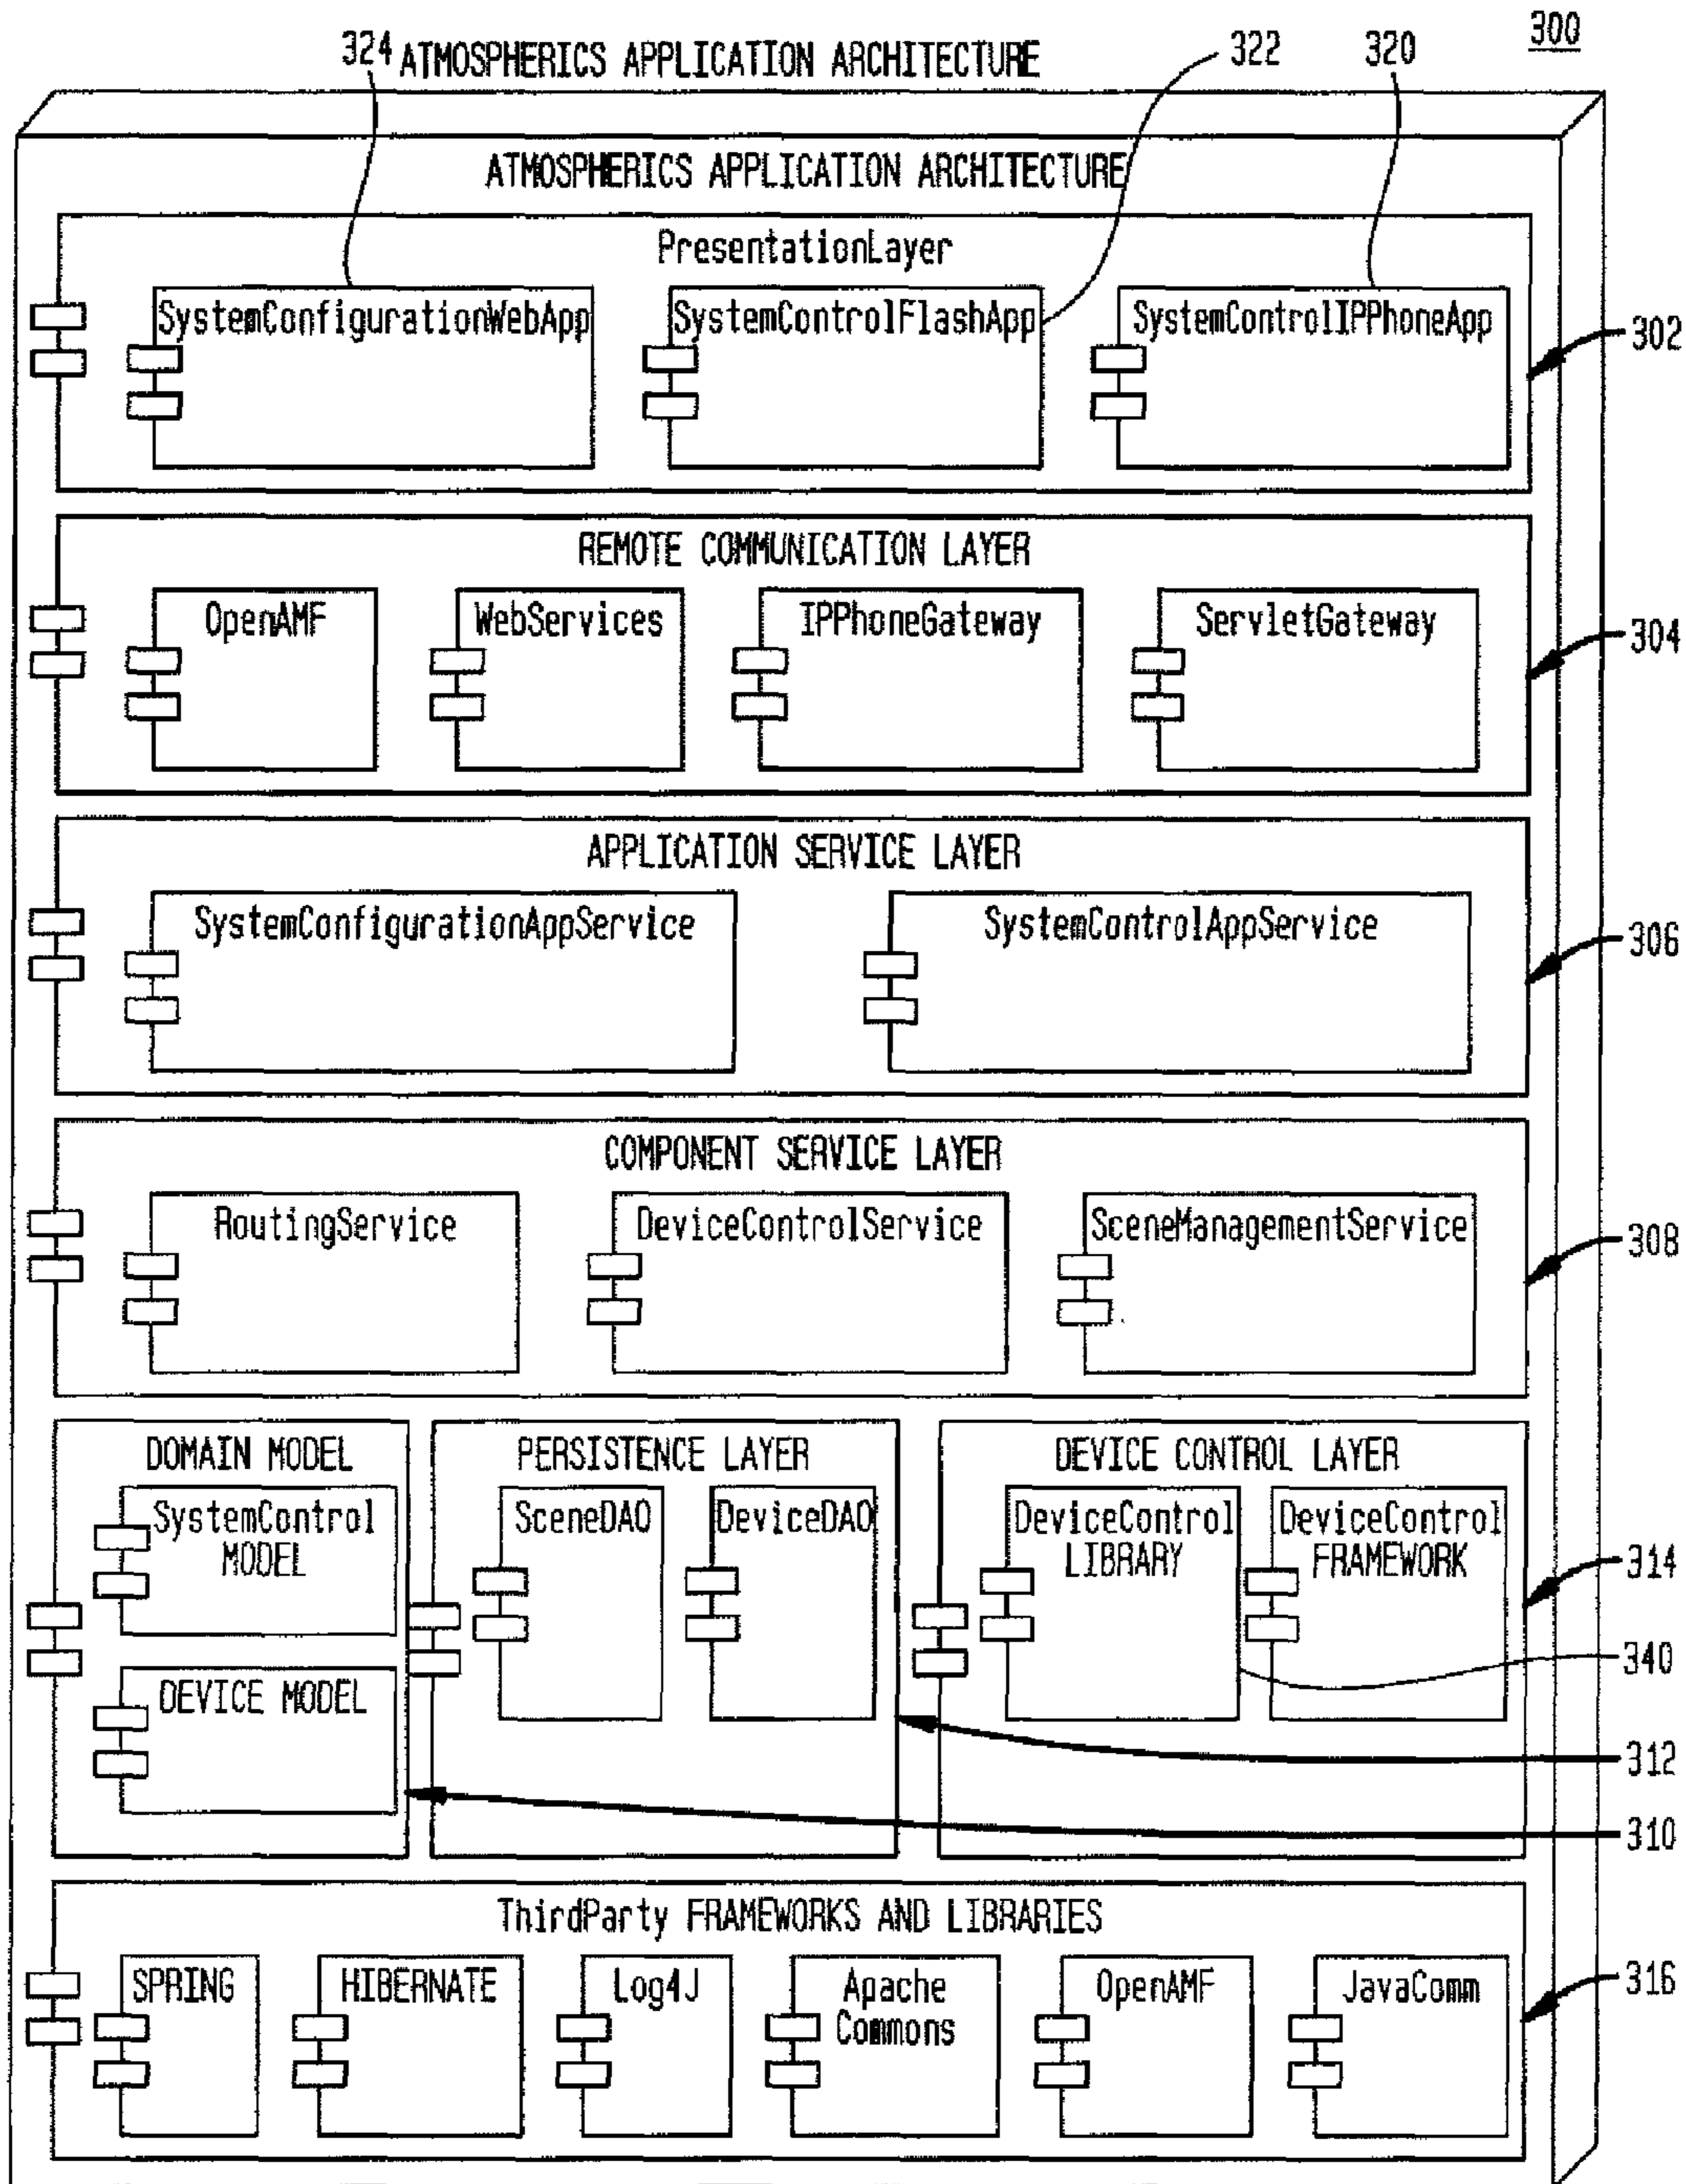 300
324 ATMOSPHERICS APPLICATION ARCHITECTURE 322 320
ATMOSPHERICS APPLICATION ARCHITECTURE
PresentationLayer
SystemConfigurationWebApp SystemControlFlashApp SystemControlIPPhoneApp
302
REMOTE COMMUNICATION LAYER
OpenAMF WebServices IPPhoneGateway ServletGateway
304
APPLICATION SERVICE LAYER
SystemConfigurationAppService SystemControlAppService
306
COMPONENT SERVICE LAYER
RoutingService DeviceControlService SceneManagementService
308
DOMAIN MODEL
SystemControl
MODEL
DEVICE MODEL
PERSISTENCE LAYER
SceneDAO DeviceDAO
DEVICE CONTROL LAYER
DeviceControl
LIBRARY
DeviceControl
FRAMEWORK
314
340
312
310
ThirdParty FRAMEWORKS AND LIBRARIES
SPRING HIBERNATE Log4J Apache
Commons
OpenAMF JavaComm
316